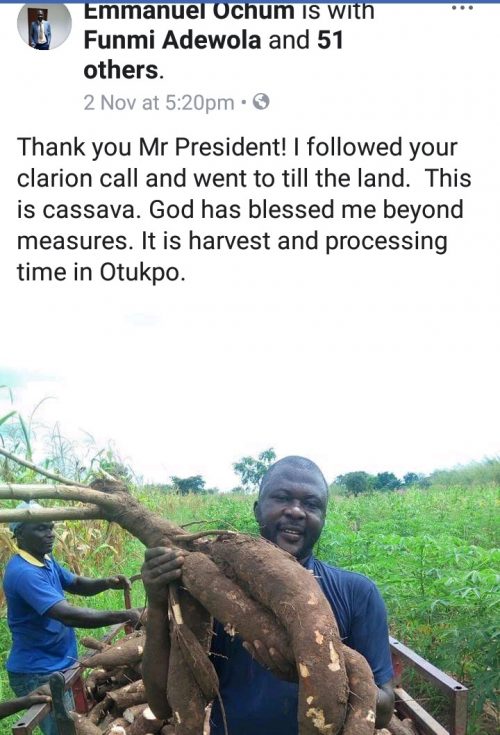 Emmanuel Ochum is with
Funmi Adewola and 51
others.
2 Nov at 5:20pm ·
Thank you Mr President! I followed your
clarion call and went to till the land.  This
is cassava. God has blessed me beyond
measures. It is harvest and processing
time in Otukpo.